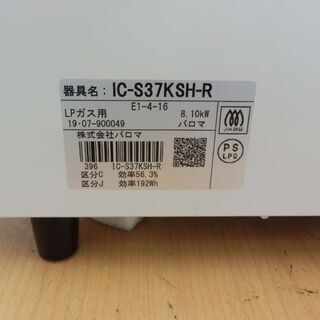 器具名：IC-S37KSH-R
E1-4-16
LPガス用 8.10kW
19・07-900049 パロマ
株式会社パロマ
396 IC-S37KSH-R
区分C 効率56.3%
区分J 効率192Wh
PS
LPG